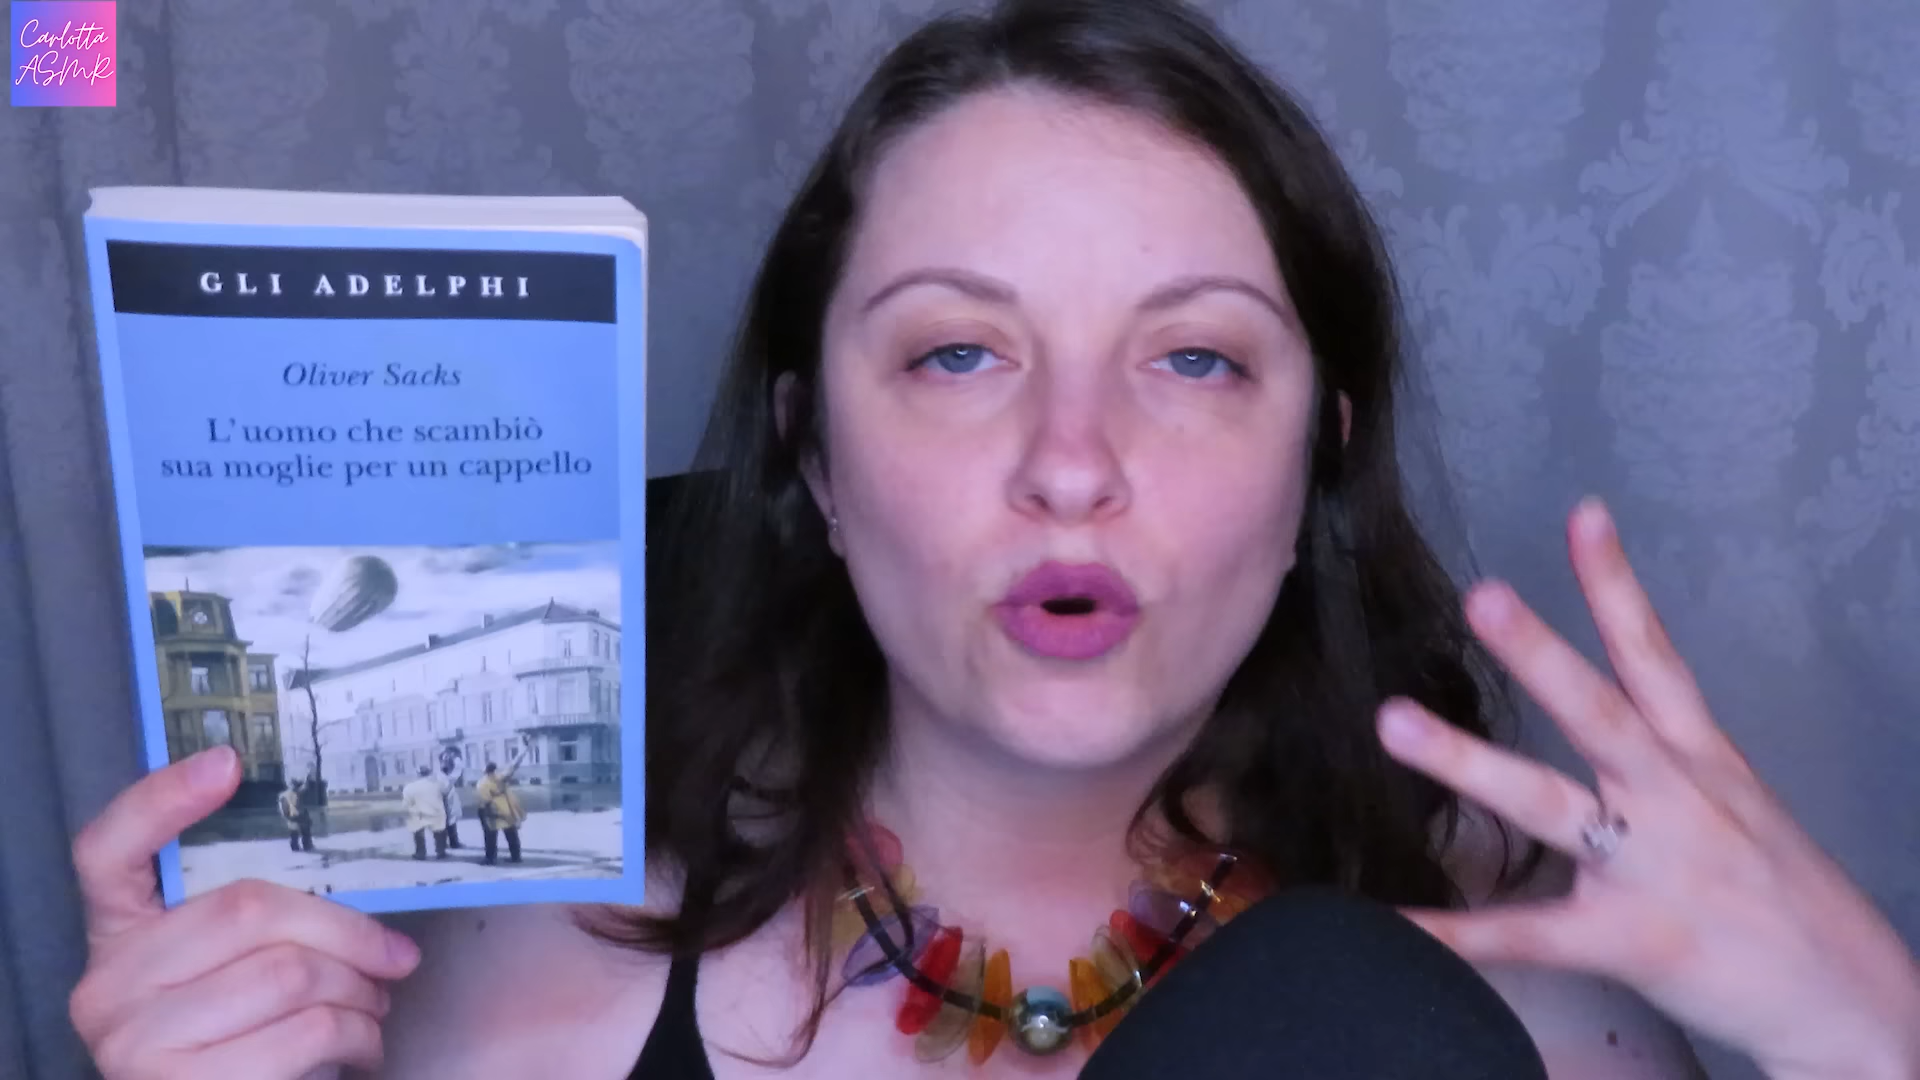 Carlotta
ASMR
GLI ADELPHI
Oliver Sacks
L'uomo che scambiò
sua moglie per un cappello